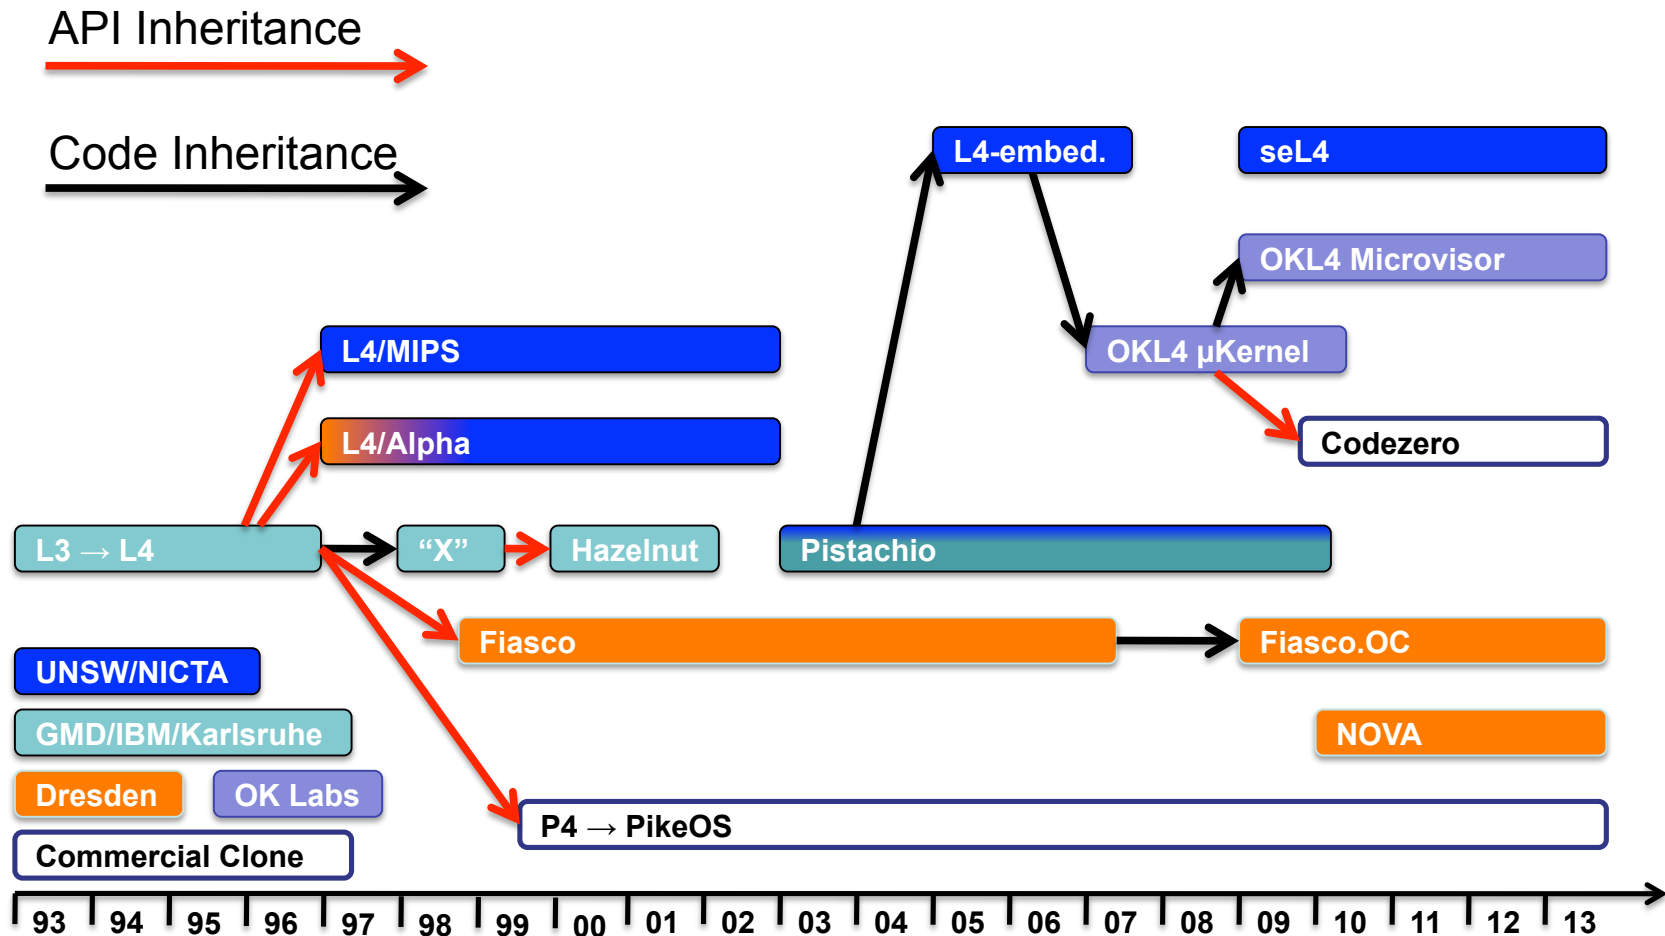 API Inheritance
Code Inheritance
L4-embed.
seL4
OKL4 Microvisor
L4/MIPS
OKL4 µKernel
L4/Alpha
Codezero
L3 → L4
“X”
Hazelnut
Pistachio
Fiasco
Fiasco.OC
UNSW/NICTA
GMD/IBM/Karlsruhe
NOVA
Dresden
OK Labs
P4 → PikeOS
Commercial Clone
93 94 95 96 97 98 99 00 01 02 03 04 05 06 07 08 09 10 11 12 13